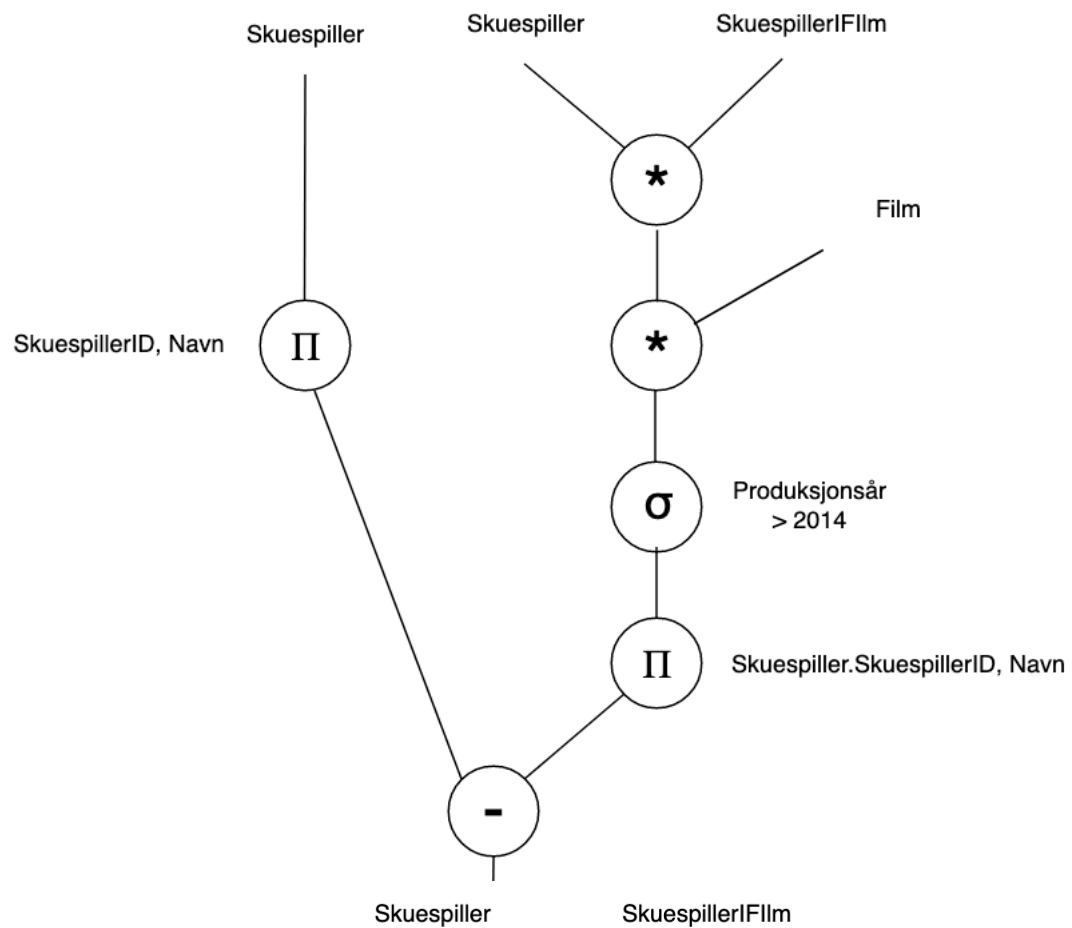 Skuespiller
Skuespiller
SkuespillerIFIlm
*
Film
SkuespillerID, Navn
Π
*
σ
Produksjonsår
> 2014
Π
Skuespiller.SkuespillerID, Navn
-
Skuespiller
SkuespillerIFIlm